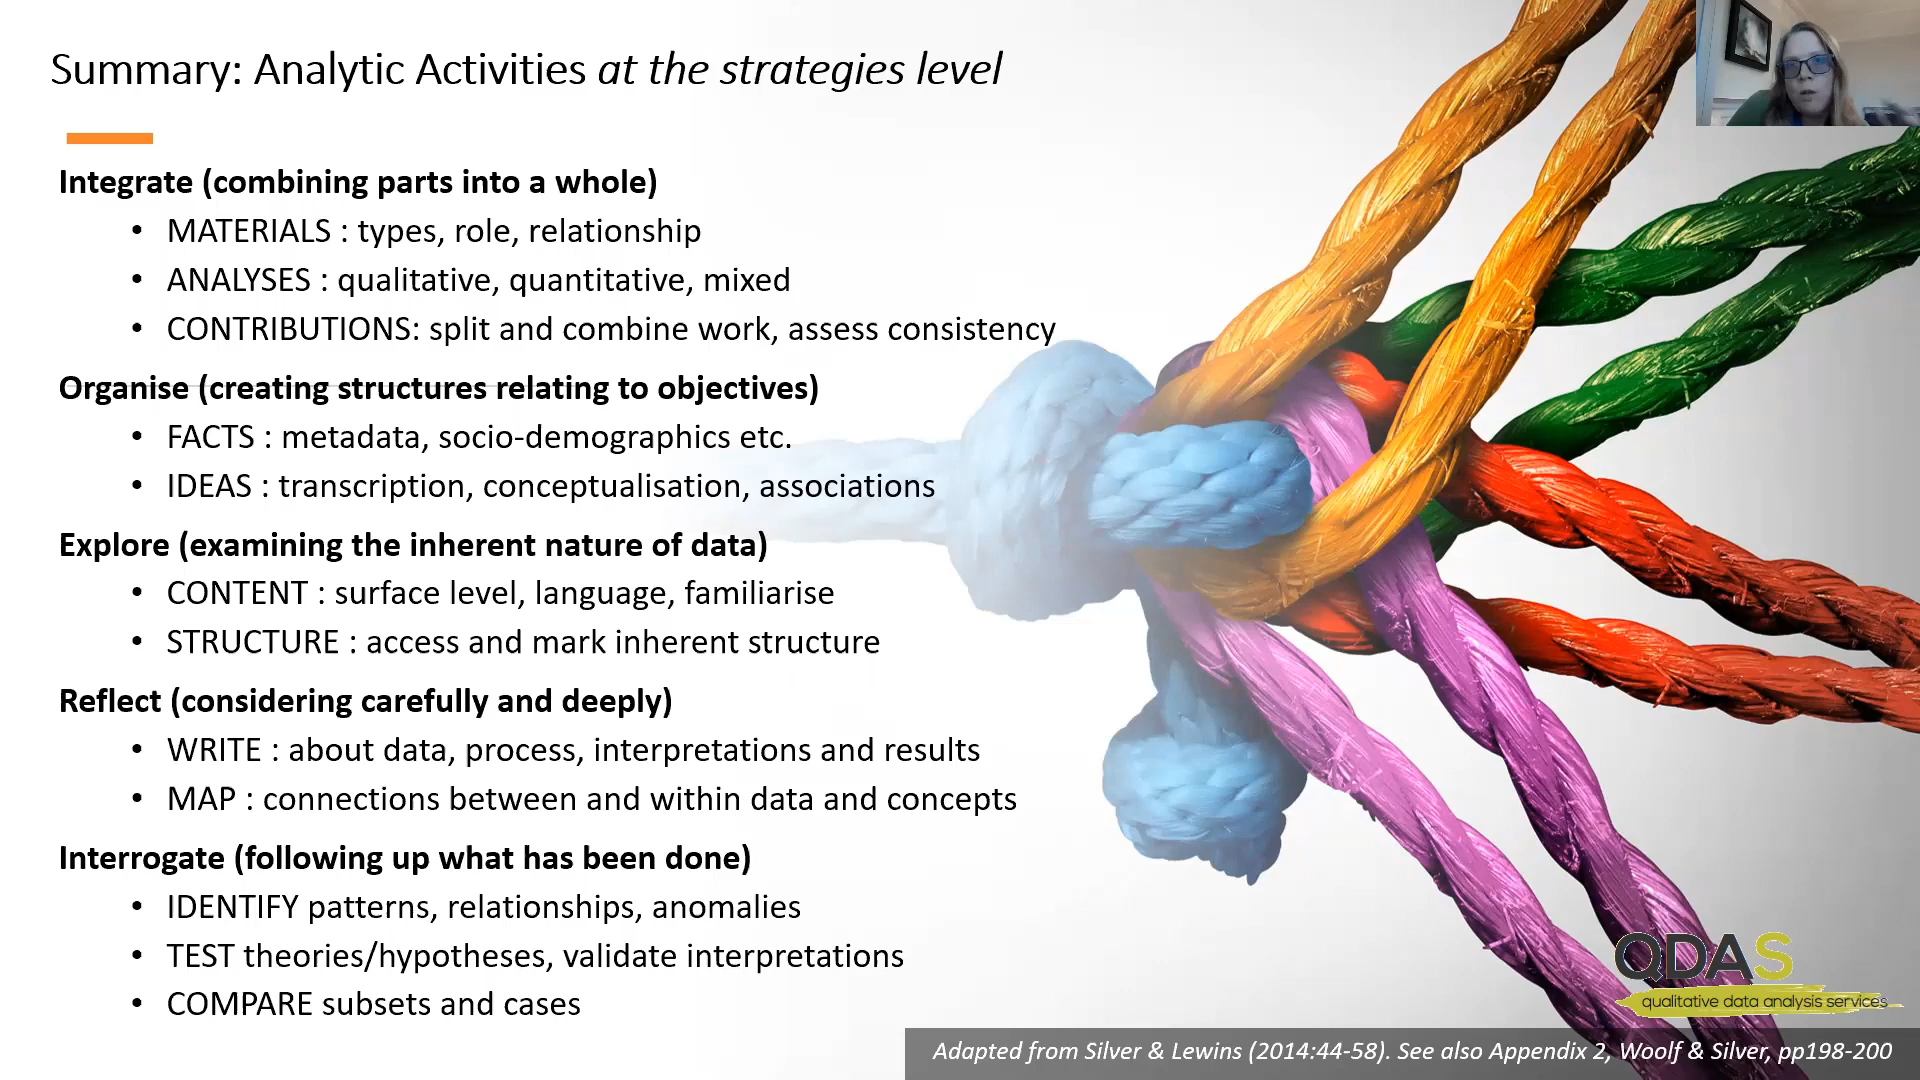 Summary: Analytic Activities at the strategies level
Integrate (combining parts into a whole)
• MATERIALS : types, role, relationship
• ANALYSES : qualitative, quantitative, mixed
• CONTRIBUTIONS: split and combine work, assess consistency
Organise (creating structures relating to objectives)
• FACTS : metadata, socio-demographics etc.
• IDEAS : transcription, conceptualisation, associations
Explore (examining the inherent nature of data)
• CONTENT : surface level, language, familiarise
• STRUCTURE : access and mark inherent structure
Reflect (considering carefully and deeply)
• WRITE : about data, process, interpretations and results
• MAP : connections between and within data and concepts
Interrogate (following up what has been done)
• IDENTIFY patterns, relationships, anomalies
• TEST theories/hypotheses, validate interpretations
• COMPARE subsets and cases
QDAS
qualitative data analysis services
Adapted from Silver & Lewins (2014:44-58). See also Appendix 2, Woolf & Silver, pp198-200